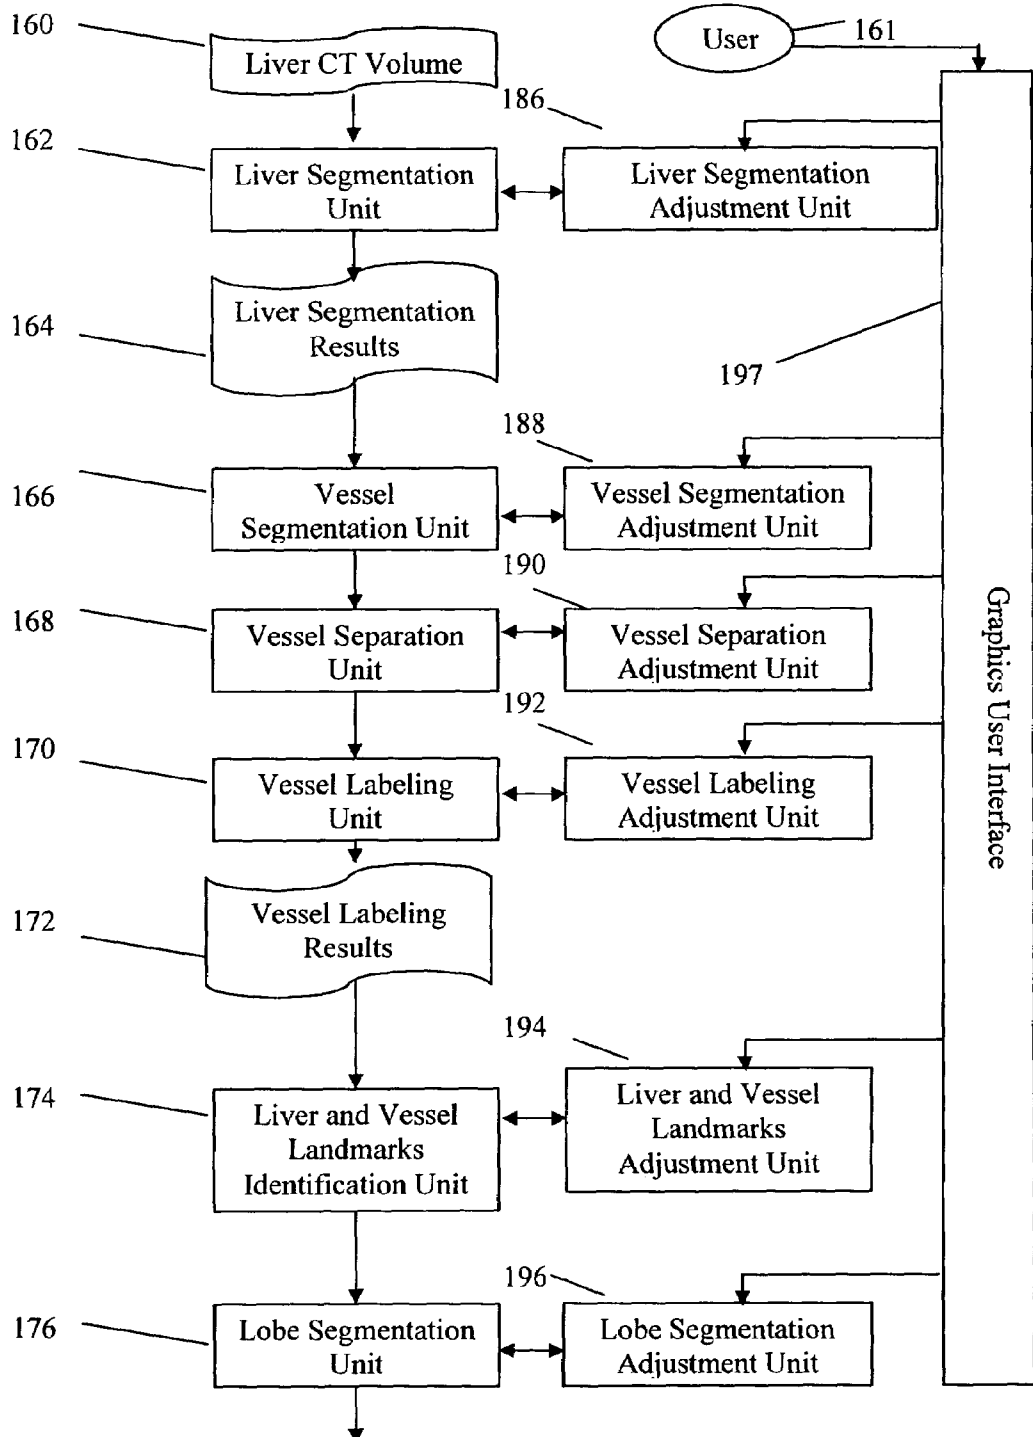 160
Liver CT Volume
User
161
186
162
Liver Segmentation
Unit
Liver Segmentation
Adjustment Unit
164
Liver Segmentation
Results
197
188
166
Vessel
Segmentation Unit
Vessel Segmentation
Adjustment Unit
190
168
Vessel Separation
Unit
Vessel Separation
Adjustment Unit
Graphics User Interface
192
170
Vessel Labeling
Unit
Vessel Labeling
Adjustment Unit
172
Vessel Labeling
Results
194
174
Liver and Vessel
Landmarks
Identification Unit
Liver and Vessel
Landmarks
Adjustment Unit
196
176
Lobe Segmentation
Unit
Lobe Segmentation
Adjustment Unit